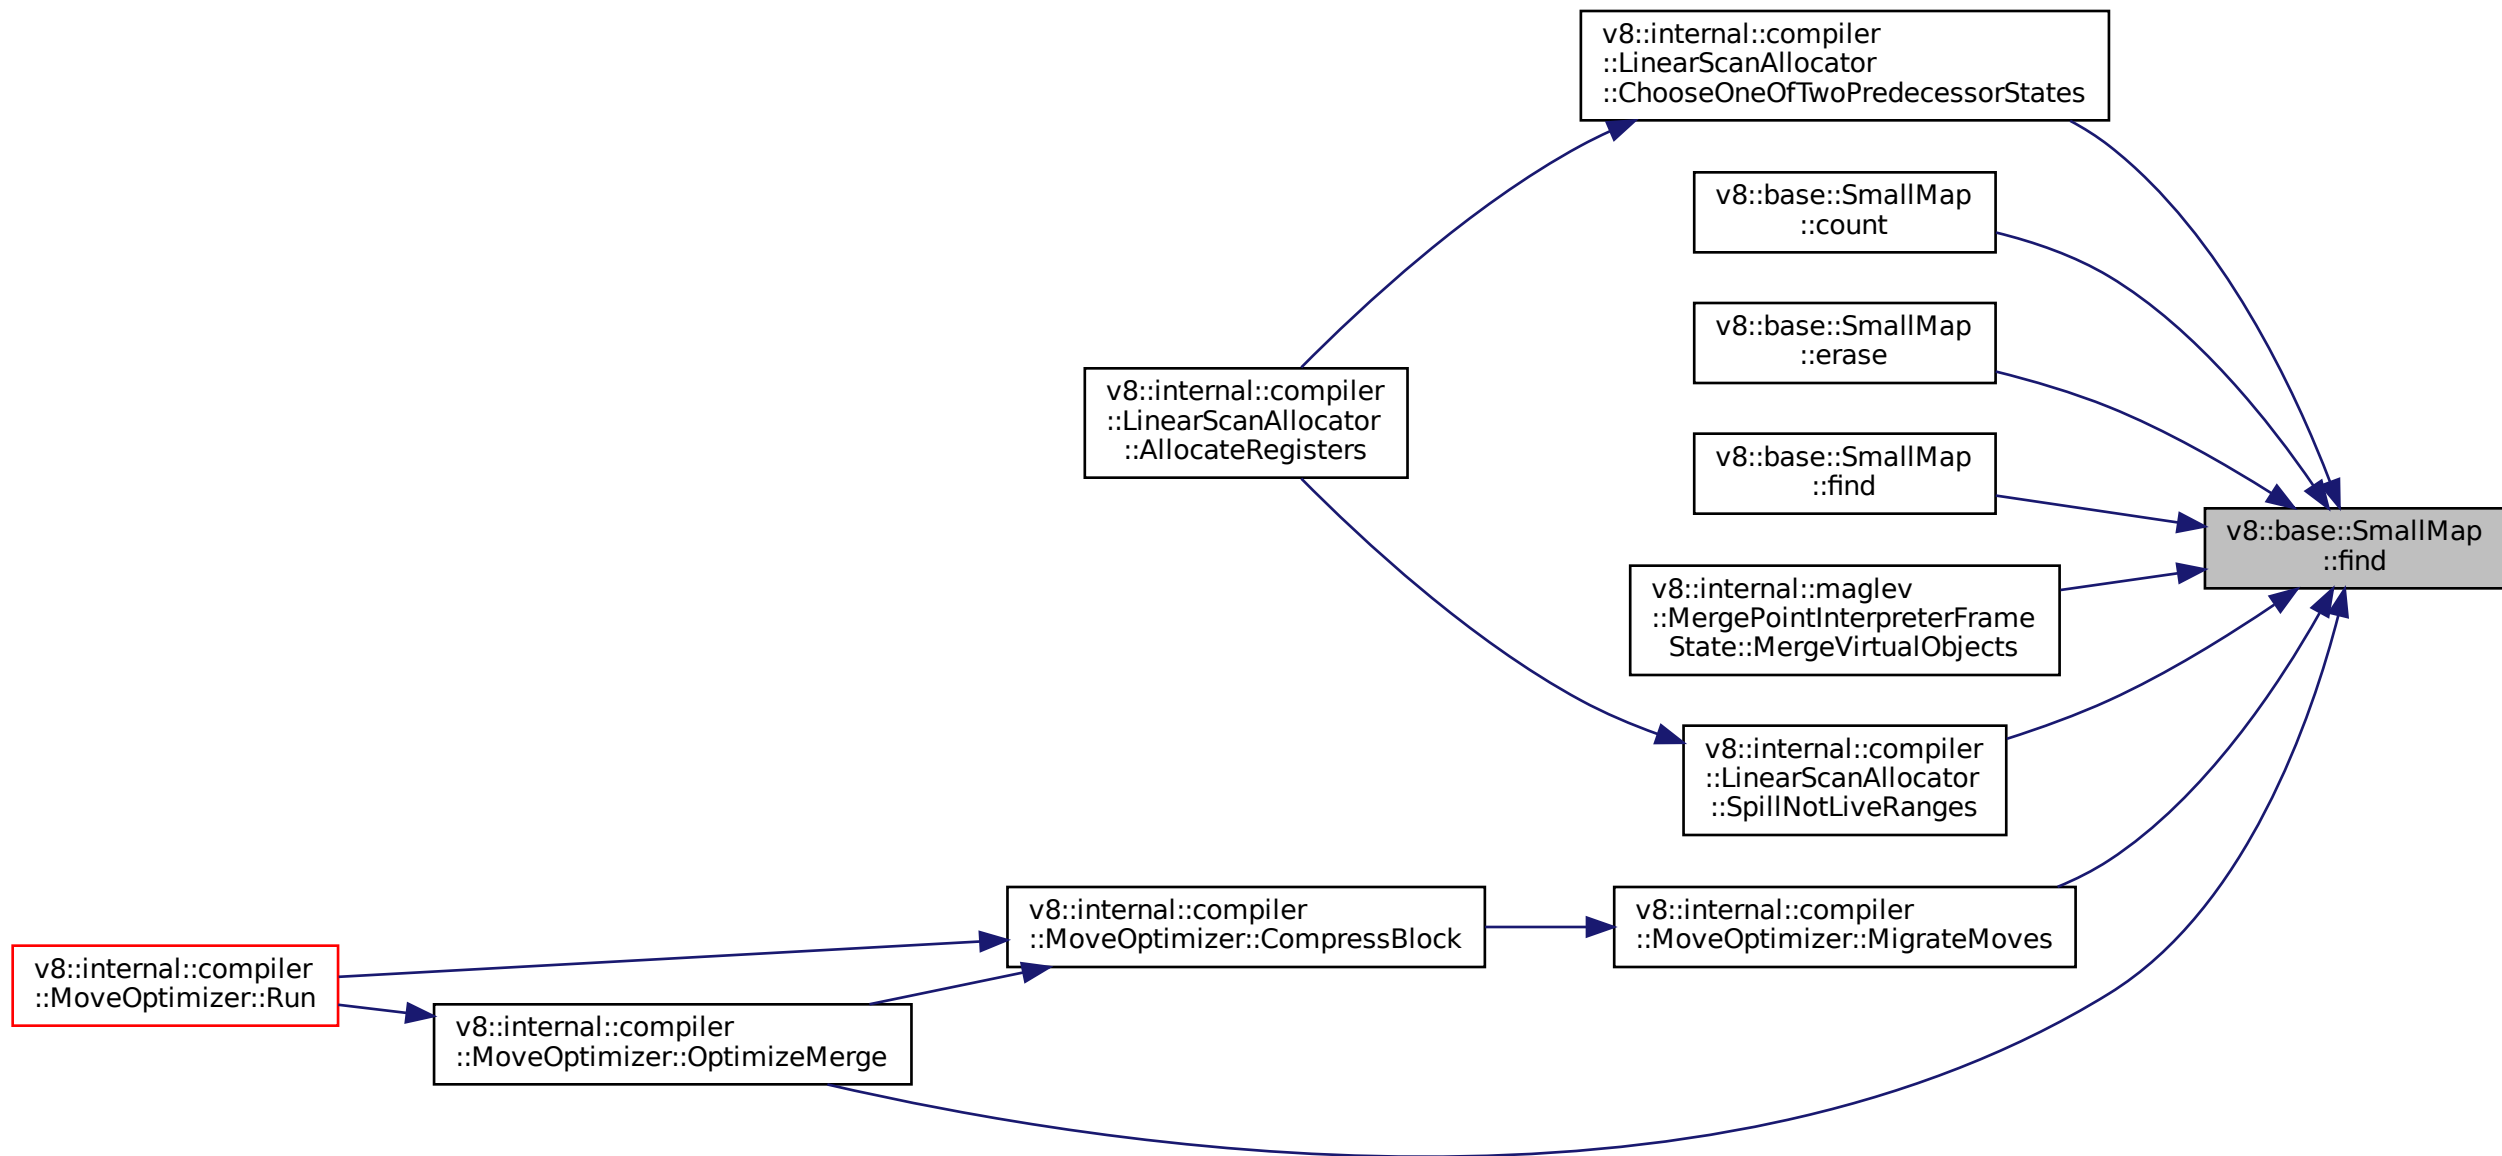 v8::internal::compiler
::LinearScanAllocator
::ChooseOneOfTwoPredecessorStates
v8::base::SmallMap
::count
v8::base::SmallMap
::erase
v8::internal::compiler
::LinearScanAllocator
::AllocateRegisters
v8::base::SmallMap
::find
v8::base::SmallMap
::find
v8::internal::maglev
::MergePointInterpreterFrame
State::MergeVirtualObjects
v8::internal::compiler
::LinearScanAllocator
::SpillNotLiveRanges
v8::internal::compiler
::MoveOptimizer::CompressBlock
v8::internal::compiler
::MoveOptimizer::MigrateMoves
v8::internal::compiler
::MoveOptimizer::Run
v8::internal::compiler
::MoveOptimizer::OptimizeMerge